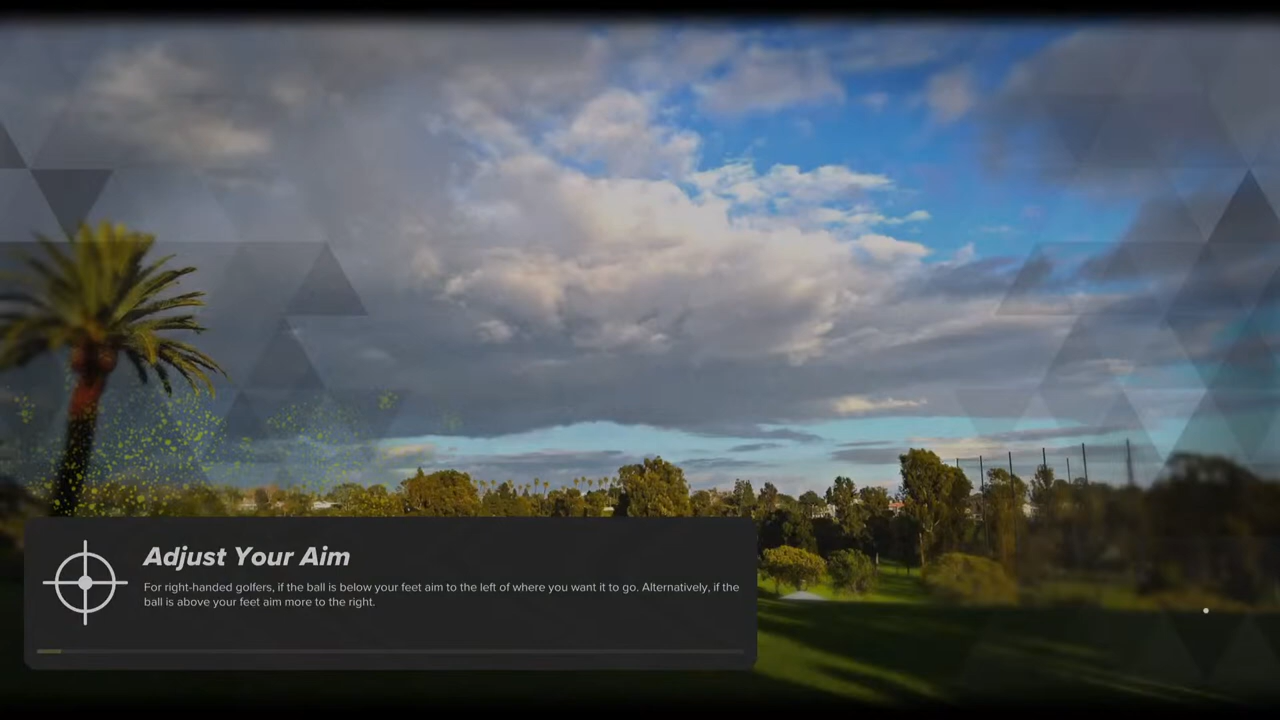 Adjust Your Aim
For right-handed golfers, if the ball is below your feet aim to the left of where you want it to go. Alternatively, if the
ball is above your feet aim more to the right.